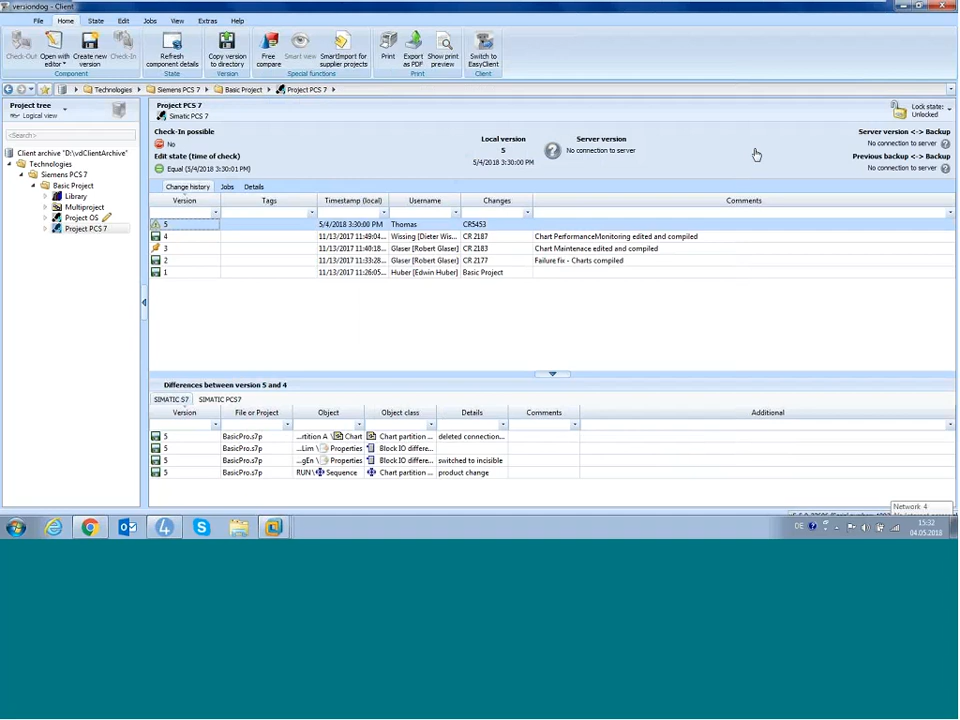 versiondog - Client
File Home State Edit Jobs View Extras Help
Check-Out Open with editor Create new version Check-In Refresh component details Copy version to directory Free compare Smart view SmartImport for supplier projects Print Export as PDF Show print preview Switch to EasyClient
Component State Version Special functions Print Client
Technologies Siemens PCS 7 Basic Project Project PCS 7
Project tree
Logical view
<Search>
Client archive "D:\vdClientArchive"
Technologies
Siemens PCS 7
Basic Project
Library
Multiproject
Project OS
Project PCS 7
Project PCS 7
Simatic PCS 7
Lock state:
Unlocked
Check-In possible
No
Edit state (time of check)
Equal (5/4/2018 3:30:01 PM)
Local version
5
5/4/2018 3:30:00 PM
Server version
No connection to server
Server version <-> Backup
No connection to server
Previous backup <-> Backup
No connection to server
Change history Jobs Details
Version Tags Timestamp (local) Username Changes Comments
5 5/4/2018 3:30:00 PM Thomas CR5453
4 11/13/2017 11:49:04... Wissing [Dieter Wis... CR 2187 Chart PerformanceMonitoring edited and compiled
3 11/13/2017 11:40:18... Glaser [Robert Glaser] CR 2183 Chart Maintenace edited and compiled
2 11/13/2017 11:33:28... Glaser [Robert Glaser] CR 2177 Failure fix - Charts compiled
1 11/13/2017 11:26:05... Huber [Edwin Huber] Basic Project
Differences between version 5 and 4
SIMATIC S7 SIMATIC PCS7
Version File or Project Object Object class Details Comments Additional
5 BasicPro.s7p ...rtition A \ Chart Chart partition ... deleted connection...
5 BasicPro.s7p ...Lim \ Properties Block IO differe...
5 BasicPro.s7p ...gEn \ Properties Block IO differe... switched to incisible
5 BasicPro.s7p RUN\ Sequence Chart partition ... product change
Network 4
DE 15:32
04.05.2018